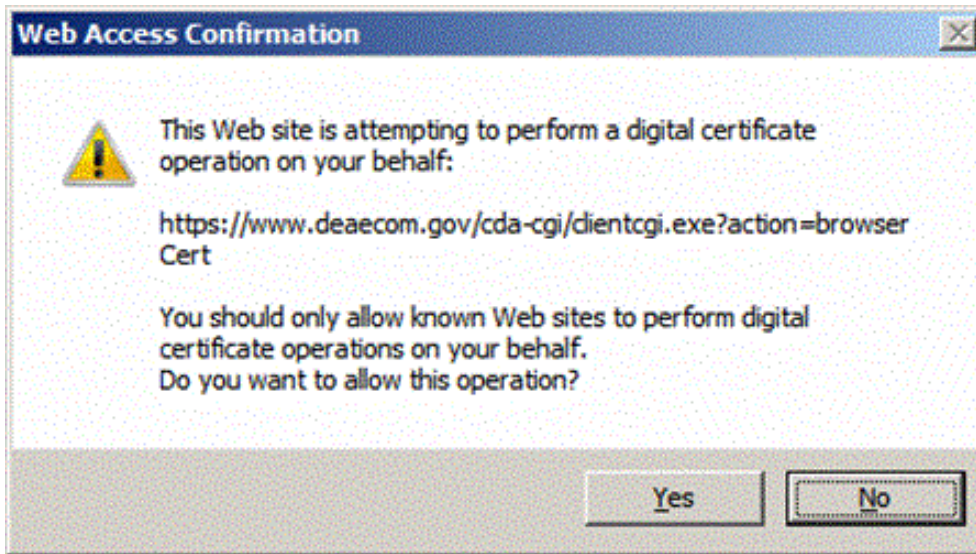 Web Access Confirmation
This Web site is attempting to perform a digital certificate
operation on your behalf:
https://www.deaecom.gov/cda-cgi/clientcgi.exe?action=browser
Cert
You should only allow known Web sites to perform digital
certificate operations on your behalf.
Do you want to allow this operation?
Yes
No